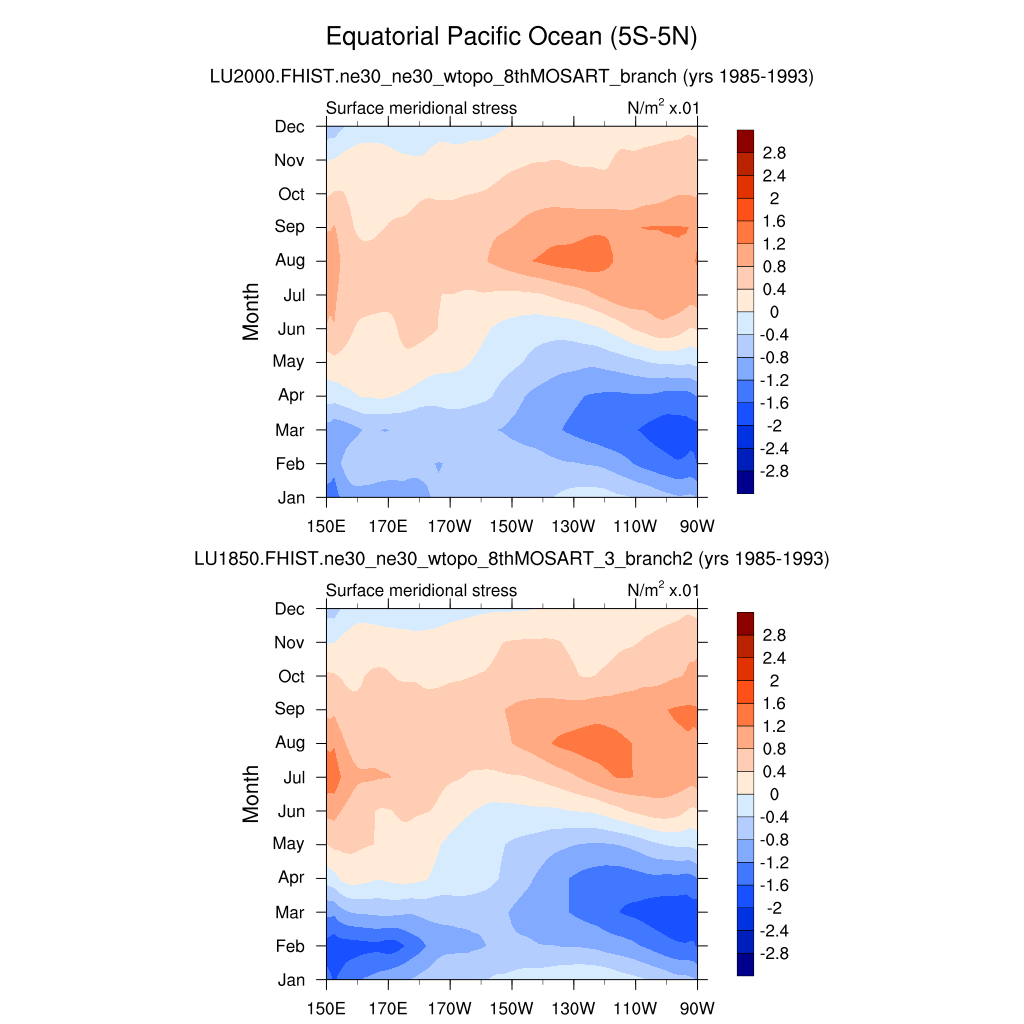 Equatorial Pacific Ocean (5S-5N)
LU2000.FHIST.ne30_ne30_wtopo_8thMOSART_branch (yrs 1985-1993)
Surface meridional stress N/m² x.01
Dec
Nov
Oct
Sep
Aug
Jul
Jun
May
Apr
Mar
Feb
Jan
Month
150E 170E 170W 150W 130W 110W 90W
2.8
2.4
2
1.6
1.2
0.8
0.4
0
-0.4
-0.8
-1.2
-1.6
-2
-2.4
-2.8
LU1850.FHIST.ne30_ne30_wtopo_8thMOSART_3_branch2 (yrs 1985-1993)
Surface meridional stress N/m² x.01
Dec
Nov
Oct
Sep
Aug
Jul
Jun
May
Apr
Mar
Feb
Jan
Month
150E 170E 170W 150W 130W 110W 90W
2.8
2.4
2
1.6
1.2
0.8
0.4
0
-0.4
-0.8
-1.2
-1.6
-2
-2.4
-2.8